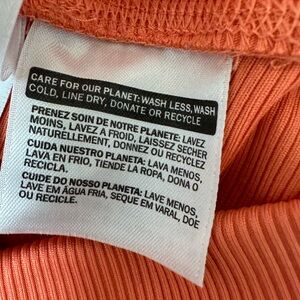 CARE FOR OUR PLANET: WASH LESS, WASH
COLD, LINE DRY, DONATE OR RECYCLE
PRENEZ SOIN DE NOTRE PLANETE: LAVEZ
MOINS, LAVEZ A FROID, LAISSEZ SECHER
NATURELLEMENT, DONNEZ OU RECYCLEZ
CUIDA NUESTRO PLANETA: LAVA MENOS,
LAVA EN FRIO, TIENDE LA ROPA, DONA O
RECICLA.
CUIDE DO NOSSO PLANETA: LAVE MENOS,
LAVE EM ÁGUA FRIA, SEQUE EM VARAL, DOE
OU RECICLE.